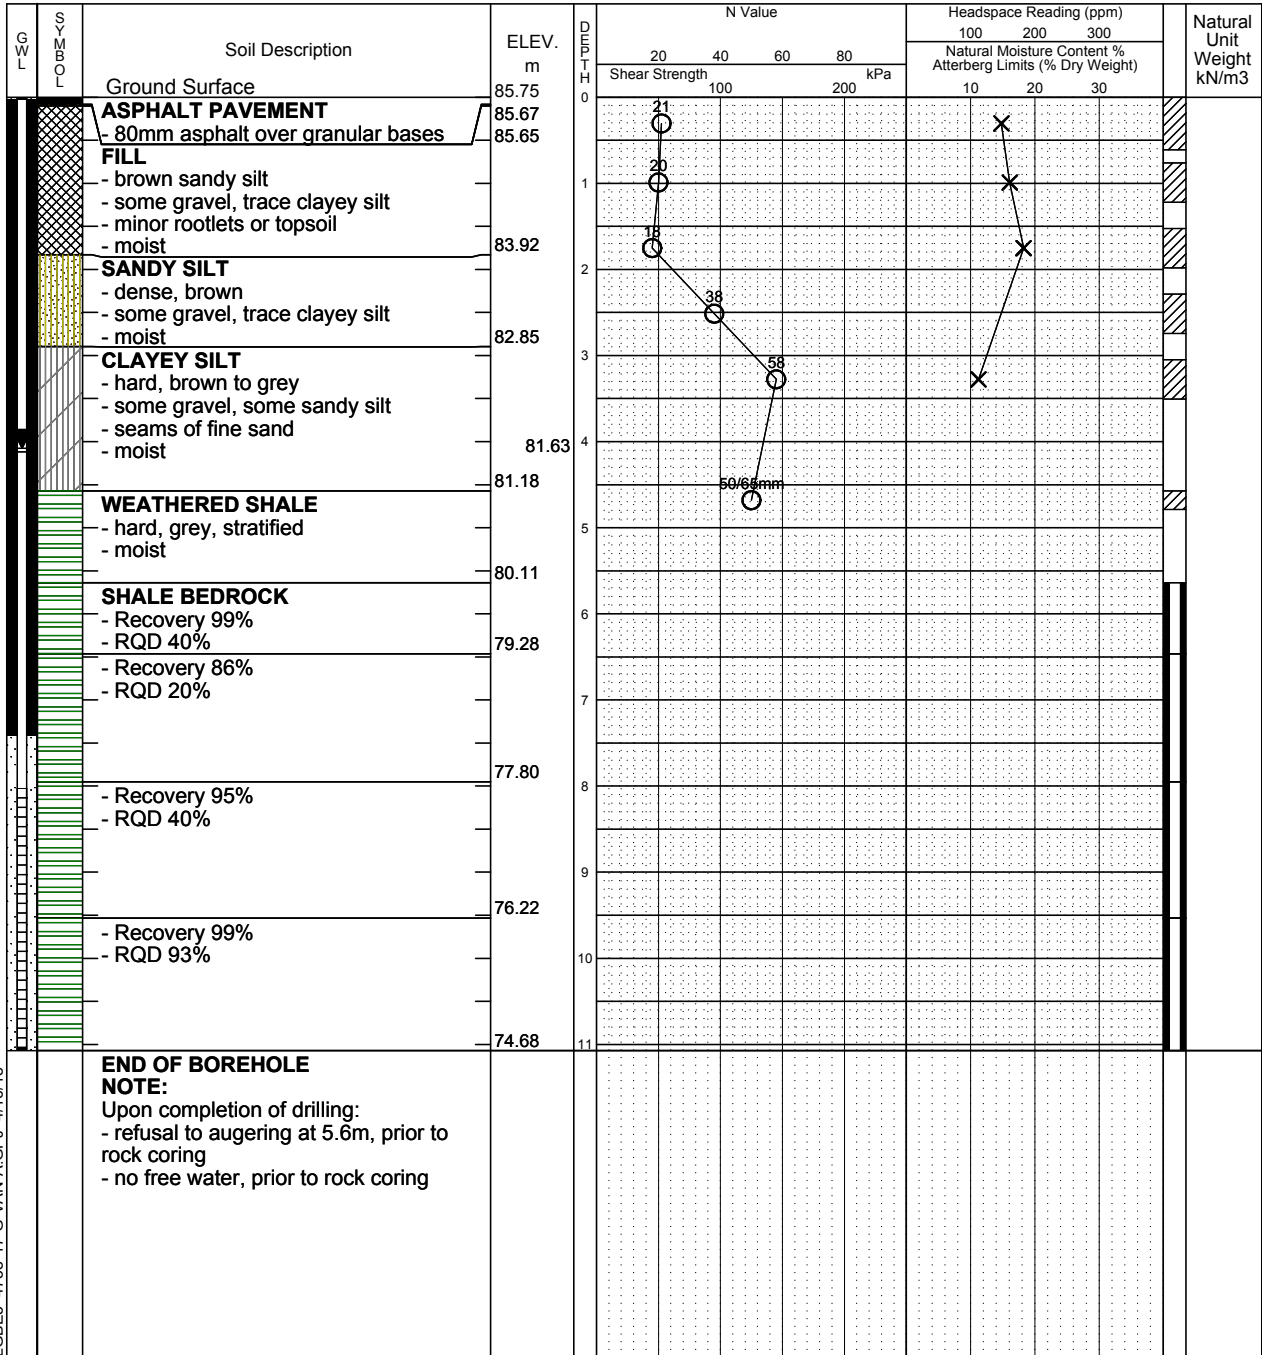 GWL
SYMBOL
Soil Description
Ground Surface
ELEV.
m
85.75
DEPTH
N Value
20 40 60 80
Shear Strength kPa
100 200
Headspace Reading (ppm)
100 200 300
Natural Moisture Content %
Atterberg Limits (% Dry Weight)
10 20 30
Natural
Unit
Weight
kN/m3
0
ASPHALT PAVEMENT 85.67
- 80mm asphalt over granular bases 85.65
21
FILL
- brown sandy silt
20
1
- some gravel, trace clayey silt
- minor rootlets or topsoil
18
- moist 83.92
SANDY SILT
2
- dense, brown
38
- some gravel, trace clayey silt
- moist 82.85
CLAYEY SILT
3
58
- hard, brown to grey
- some gravel, some sandy silt
- seams of fine sand
4
- moist 81.63
81.18
50/65mm
WEATHERED SHALE
- hard, grey, stratified
5
- moist
80.11
SHALE BEDROCK
- Recovery 99%
6
- RQD 40% 79.28
- Recovery 86%
- RQD 20%
7
77.80
8
- Recovery 95%
- RQD 40%
9
76.22
- Recovery 99%
- RQD 93%
10
74.68
11
END OF BOREHOLE
NOTE:
Upon completion of drilling:
- refusal to augering at 5.6m, prior to
rock coring
- no free water, prior to rock coring